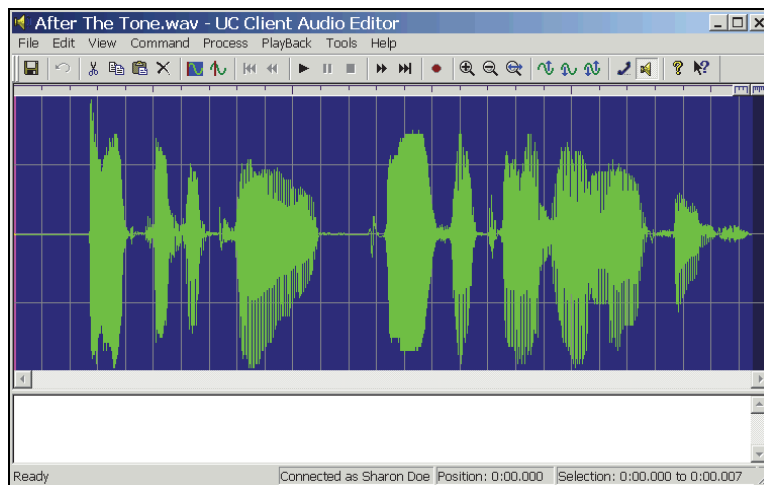 After The Tone.wav - UC Client Audio Editor
File Edit View Command Process PlayBack Tools Help
Ready Connected as Sharon Doe Position: 0:00.000 Selection: 0:00.000 to 0:00.007